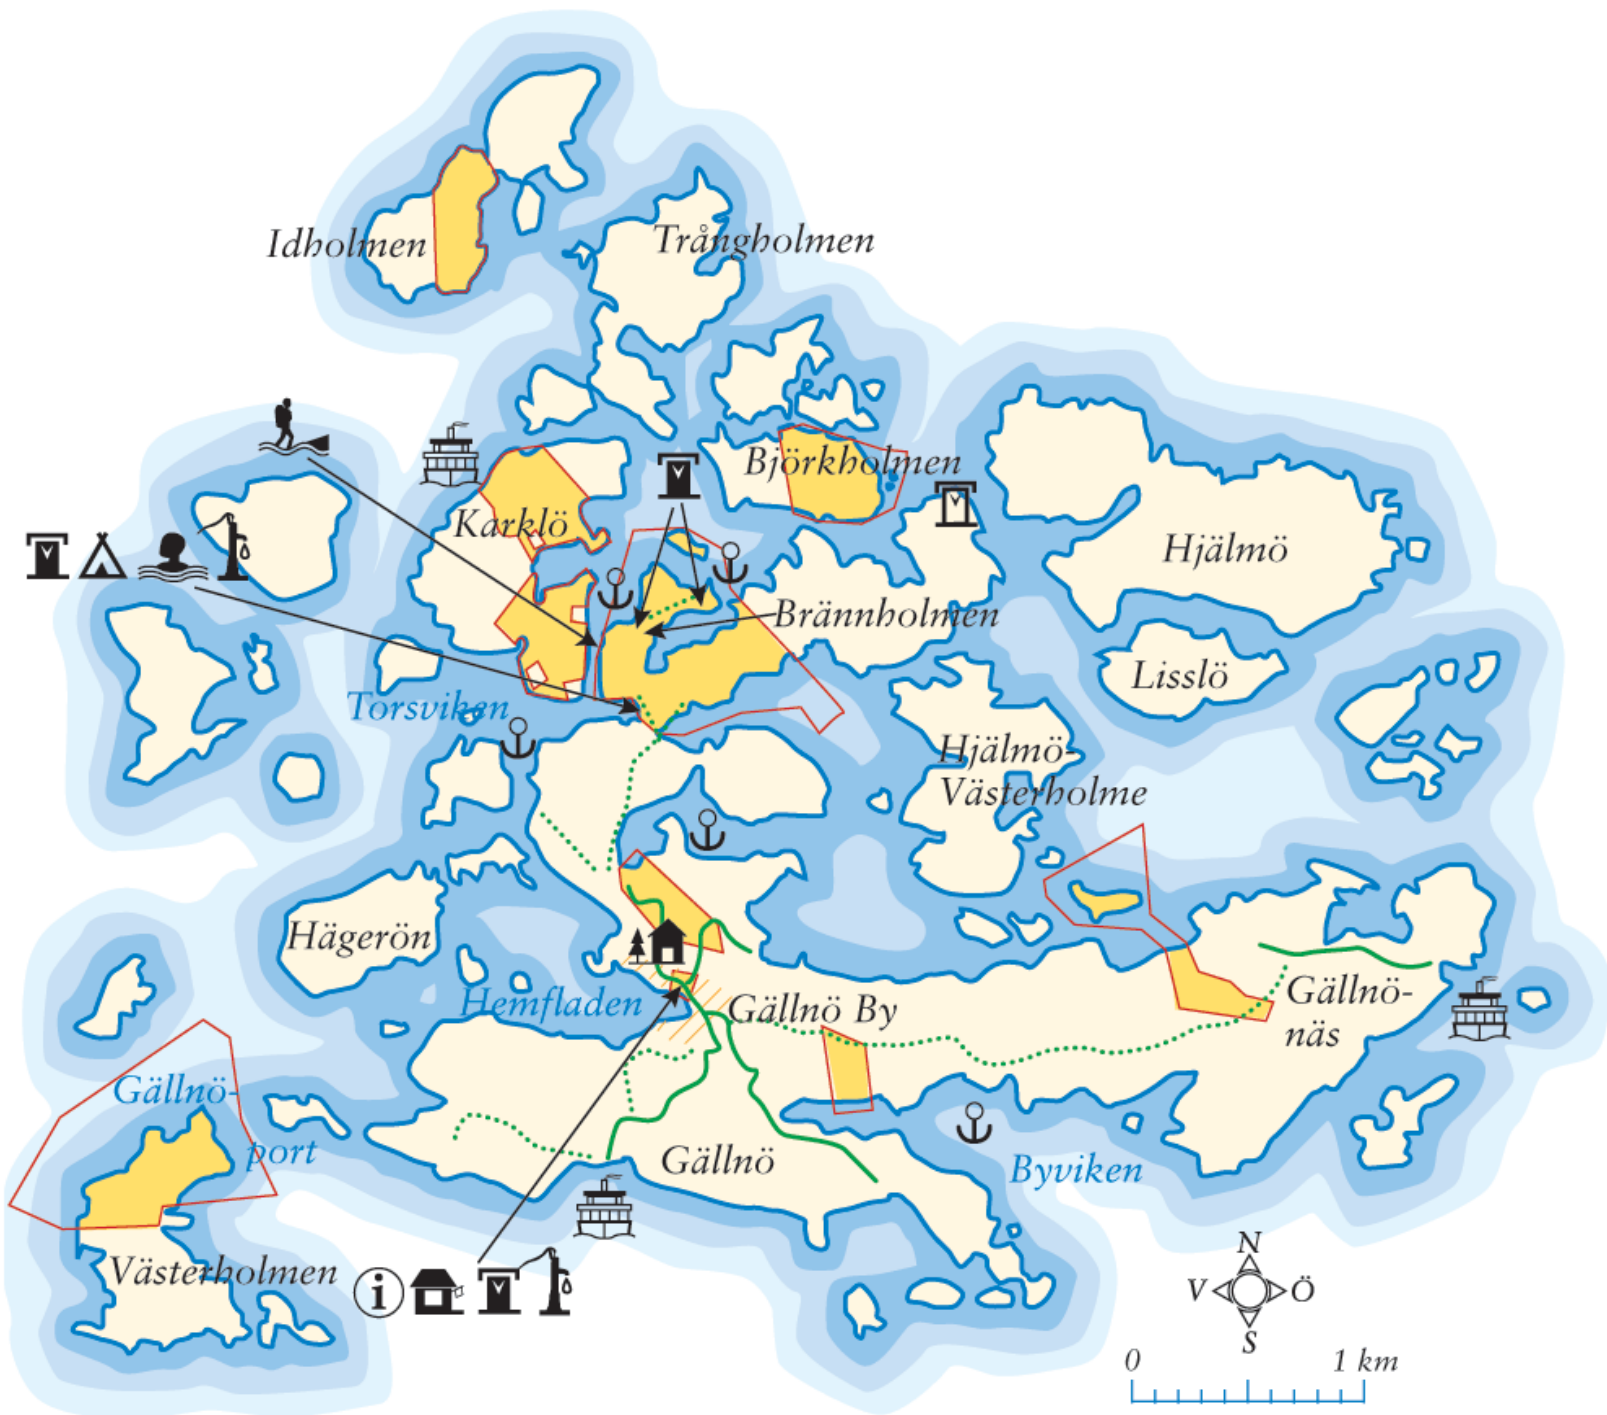 Idholmen
Trångholmen
Björkholmen
Karklö
Hjälmö
Brännholmen
Lisslö
Torsviken
Hjälmö-
Västerholme
Hägerön
Hemfladen
Gällnö By
Gällnö-
näs
Gällnö-
port
Gällnö
Byviken
Västerholmen
i
N
V
Ö
S
0
1 km